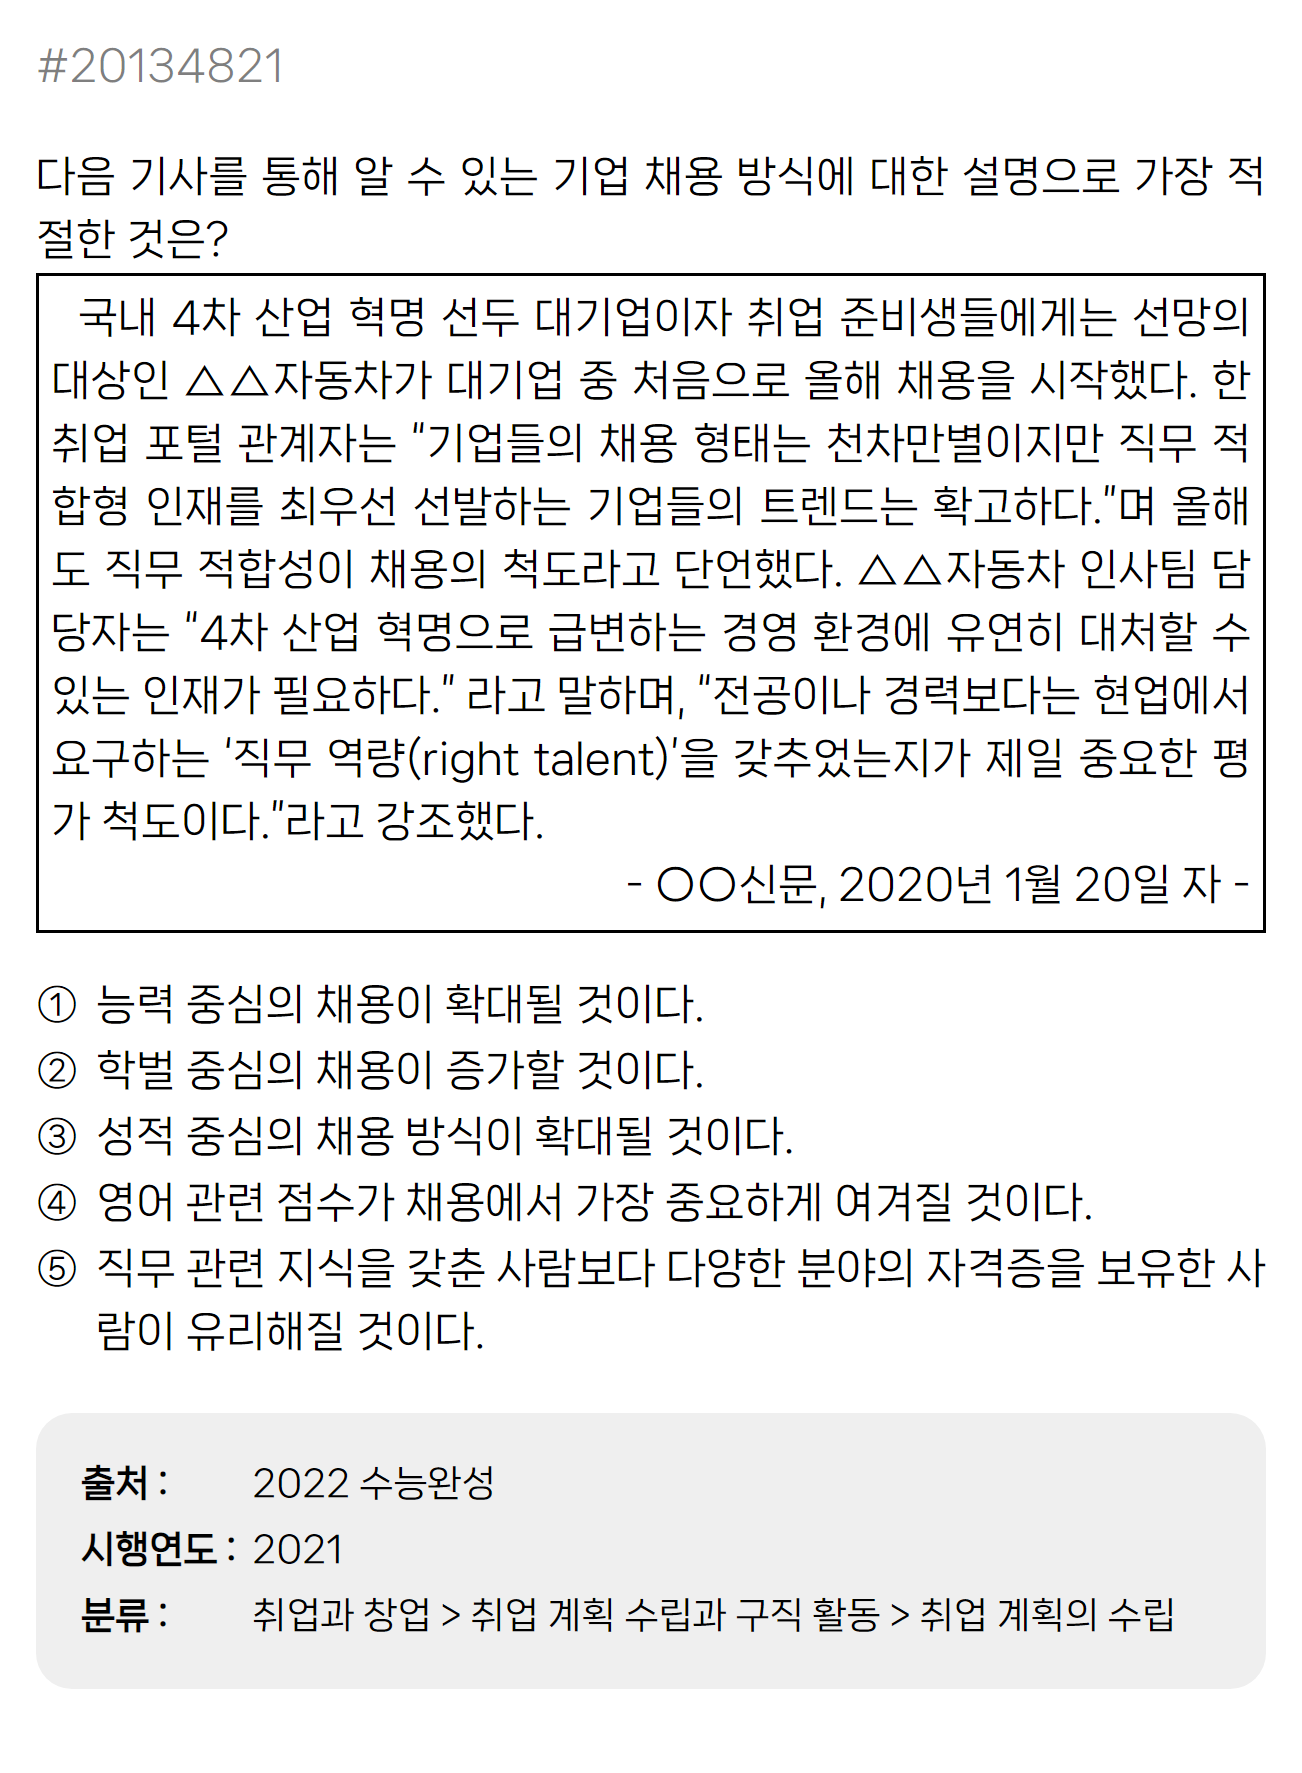 #20134821
다음 기사를 통해 알 수 있는 기업 채용 방식에 대한 설명으로 가장 적
절한 것은?
국내 4차 산업 혁명 선두 대기업이자 취업 준비생들에게는 선망의
대상인 △△자동차가 대기업 중 처음으로 올해 채용을 시작했다. 한
취업 포털 관계자는 "기업들의 채용 형태는 천차만별이지만 직무 적
합형 인재를 최우선 선발하는 기업들의 트렌드는 확고하다."며 올해
도 직무 적합성이 채용의 척도라고 단언했다. △△자동차 인사팀 담
당자는 "4차 산업 혁명으로 급변하는 경영 환경에 유연히 대처할 수
있는 인재가 필요하다." 라고 말하며, "전공이나 경력보다는 현업에서
요구하는 '직무 역량(right talent)'을 갖추었는지가 제일 중요한 평
가 척도이다."라고 강조했다.
- 〇〇신문, 2020년 1월 20일 자 -
① 능력 중심의 채용이 확대될 것이다.
② 학벌 중심의 채용이 증가할 것이다.
③ 성적 중심의 채용 방식이 확대될 것이다.
④ 영어 관련 점수가 채용에서 가장 중요하게 여겨질 것이다.
⑤ 직무 관련 지식을 갖춘 사람보다 다양한 분야의 자격증을 보유한 사
람이 유리해질 것이다.
출처 : 2022 수능완성
시행연도 : 2021
분류 : 취업과 창업 > 취업 계획 수립과 구직 활동 > 취업 계획의 수립